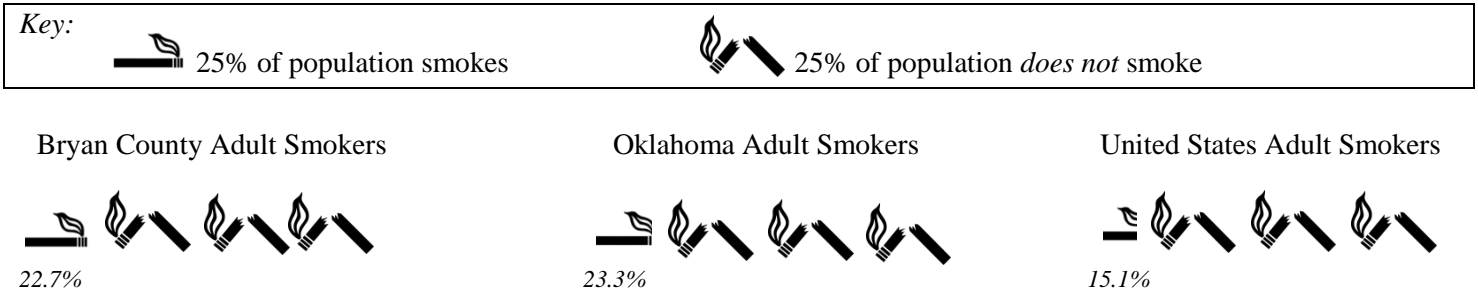 Key:
25% of population smokes
25% of population does not smoke
Bryan County Adult Smokers
Oklahoma Adult Smokers
United States Adult Smokers
22.7%
23.3%
15.1%